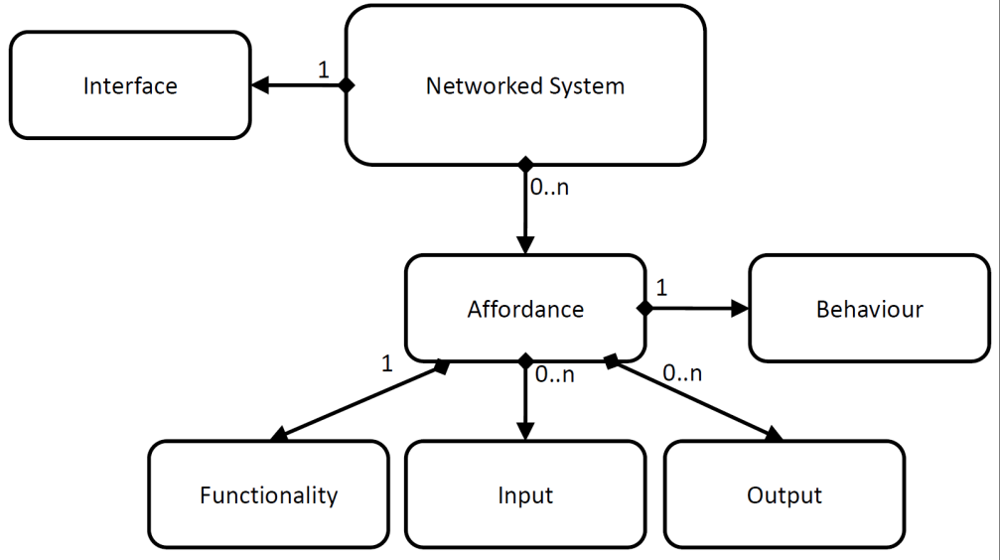 Interface
1
Networked System
0..n
Affordance
1
Behaviour
1
0..n
0..n
Functionality
Input
Output